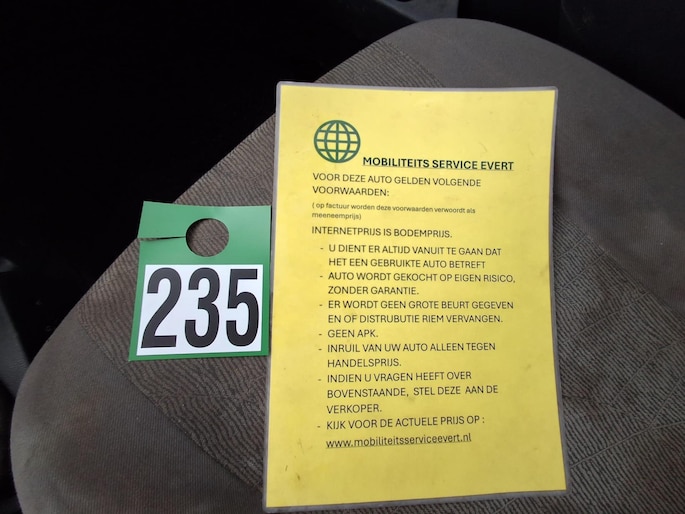 235
MOBILITEITS SERVICE EVERT
VOOR DEZE AUTO GELDEN VOLGENDE
VOORWAARDEN:
( op factuur worden deze voorwaarden verwoordt als
meeneemprijs)
INTERNETPRIJS IS BODEMPRIJS.
- U DIENT ER ALTIJD VANUIT TE GAAN DAT
HET EEN GEBRUIKTE AUTO BETREFT
- AUTO WORDT GEKOCHT OP EIGEN RISICO,
ZONDER GARANTIE.
- ER WORDT GEEN GROTE BEURT GEGEVEN
EN OF DISTRUBUTIE RIEM VERVANGEN.
- GEEN APK.
- INRUIL VAN UW AUTO ALLEEN TEGEN
HANDELSPRIJS.
- INDIEN U VRAGEN HEEFT OVER
BOVENSTAANDE, STEL DEZE AAN DE
VERKOPER.
- KIJK VOOR DE ACTUELE PRIJS OP :
www.mobiliteitsserviceevert.nl